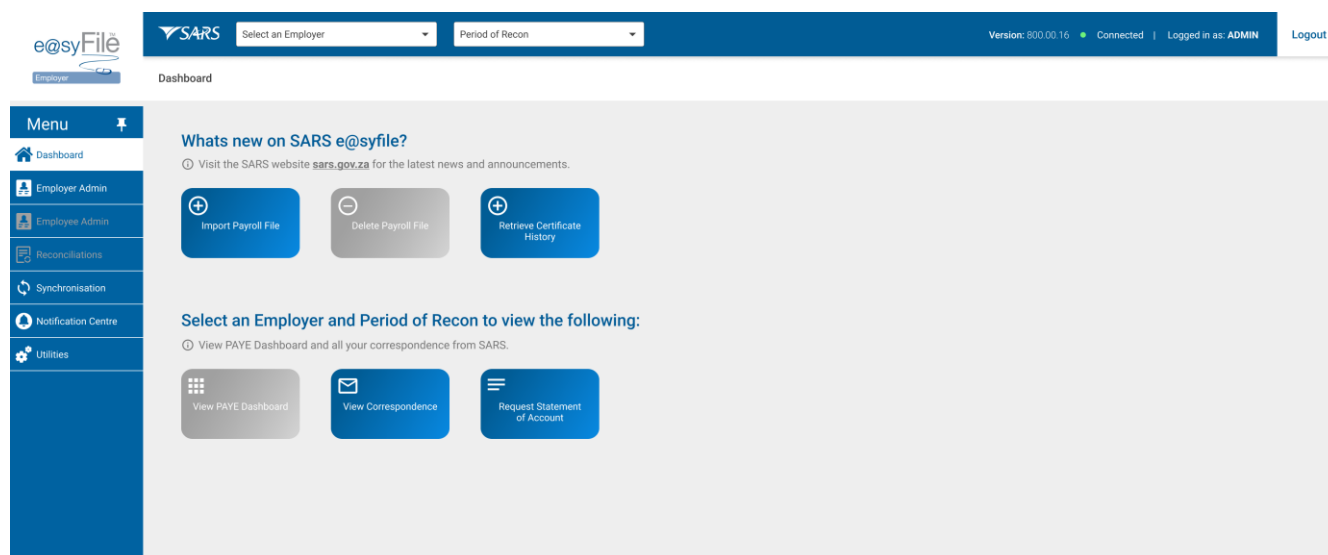 e@syFile™
Employer
SARS
Select an Employer
Period of Recon
Version: 800.00.16
Connected | Logged in as: ADMIN
Logout
Dashboard
Menu
Dashboard
Employer Admin
Employee Admin
Reconciliations
Synchronisation
Notification Centre
Utilities
Whats new on SARS e@syfile?
Visit the SARS website sars.gov.za for the latest news and announcements.
Import Payroll File
Delete Payroll File
Retrieve Certificate
History
Select an Employer and Period of Recon to view the following:
View PAYE Dashboard and all your correspondence from SARS.
View PAYE Dashboard
View Correspondence
Request Statement
of Account